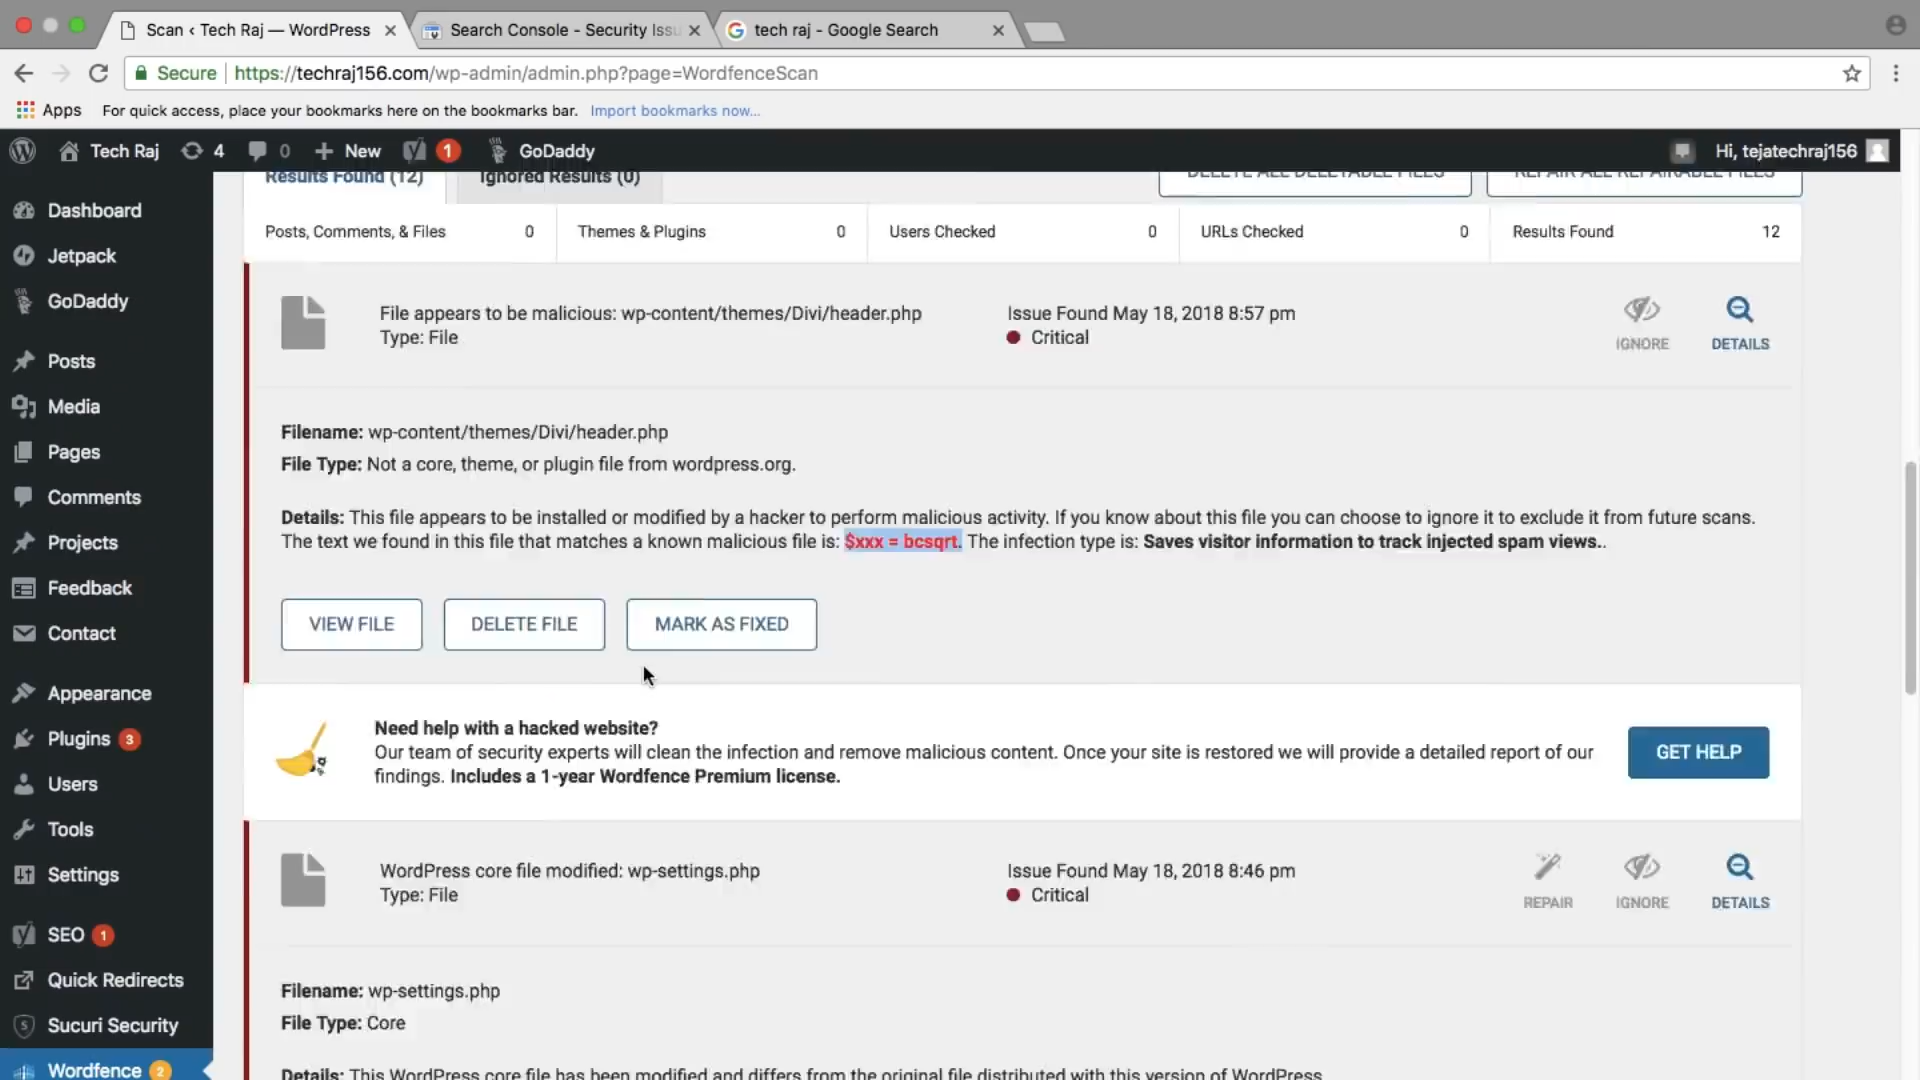 Scan ‹ Tech Raj — WordPress
Search Console - Security Issu
tech raj - Google Search
Secure https://techraj156.com/wp-admin/admin.php?page=WordfenceScan
Apps For quick access, place your bookmarks here on the bookmarks bar. Import bookmarks now...
Tech Raj 4 0 New 1 GoDaddy Hi, tejatechraj156
Dashboard
Jetpack
GoDaddy
Posts
Media
Pages
Comments
Projects
Feedback
Contact
Appearance
Plugins 3
Users
Tools
Settings
SEO 1
Quick Redirects
Sucuri Security
Wordfence 2
Results Found (12) Ignored Results (0) DELETE ALL DELETABLE FILES REPAIR ALL REPAIRABLE FILES
Posts, Comments, & Files 0 Themes & Plugins 0 Users Checked 0 URLs Checked 0 Results Found 12
File appears to be malicious: wp-content/themes/Divi/header.php
Type: File
Issue Found May 18, 2018 8:57 pm
Critical
IGNORE DETAILS
Filename: wp-content/themes/Divi/header.php
File Type: Not a core, theme, or plugin file from wordpress.org.
Details: This file appears to be installed or modified by a hacker to perform malicious activity. If you know about this file you can choose to ignore it to exclude it from future scans.
The text we found in this file that matches a known malicious file is: $xxx = bcsqrt. The infection type is: Saves visitor information to track injected spam views..
VIEW FILE DELETE FILE MARK AS FIXED
Need help with a hacked website?
Our team of security experts will clean the infection and remove malicious content. Once your site is restored we will provide a detailed report of our
findings. Includes a 1-year Wordfence Premium license.
GET HELP
WordPress core file modified: wp-settings.php
Type: File
Issue Found May 18, 2018 8:46 pm
Critical
REPAIR IGNORE DETAILS
Filename: wp-settings.php
File Type: Core
Details: This WordPress core file has been modified and differs from the original file distributed with this version of WordPress